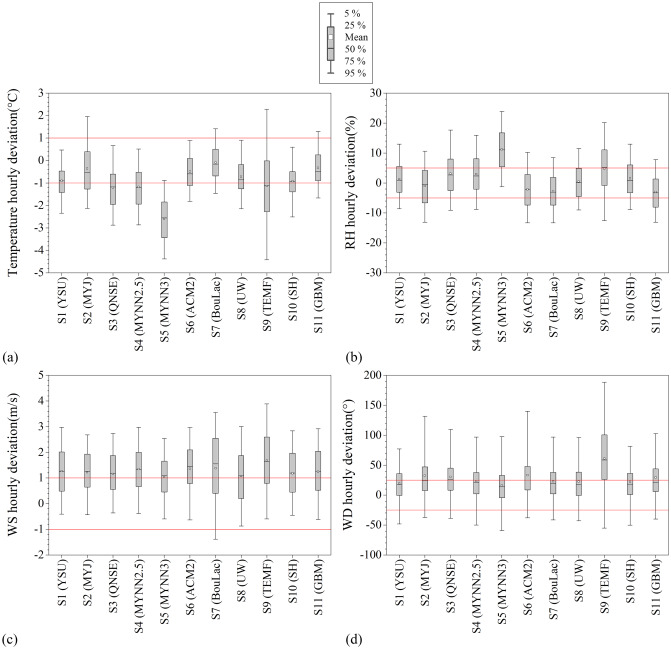 5 %
25 %
Mean
50 %
75 %
95 %
(a)
Temperature hourly deviation(°C)
3
2
1
0
-1
-2
-3
-4
-5
S1 (YSU)
S2 (MYJ)
S3 (QNSE)
S4 (MYNN2.5)
S5 (MYNN3)
S6 (ACM2)
S7 (BouLac)
S8 (UW)
S9 (TEMF)
S10 (SH)
S11 (GBM)
(b)
RH hourly deviation(%)
30
20
10
0
-10
-20
-30
S1 (YSU)
S2 (MYJ)
S3 (QNSE)
S4 (MYNN2.5)
S5 (MYNN3)
S6 (ACM2)
S7 (BouLac)
S8 (UW)
S9 (TEMF)
S10 (SH)
S11 (GBM)
(c)
WS hourly deviation(m/s)
5
4
3
2
1
0
-1
-2
S1 (YSU)
S2 (MYJ)
S3 (QNSE)
S4 (MYNN2.5)
S5 (MYNN3)
S6 (ACM2)
S7 (BouLac)
S8 (UW)
S9 (TEMF)
S10 (SH)
S11 (GBM)
(d)
WD hourly deviation(°)
200
150
100
50
0
-50
-100
S1 (YSU)
S2 (MYJ)
S3 (QNSE)
S4 (MYNN2.5)
S5 (MYNN3)
S6 (ACM2)
S7 (BouLac)
S8 (UW)
S9 (TEMF)
S10 (SH)
S11 (GBM)